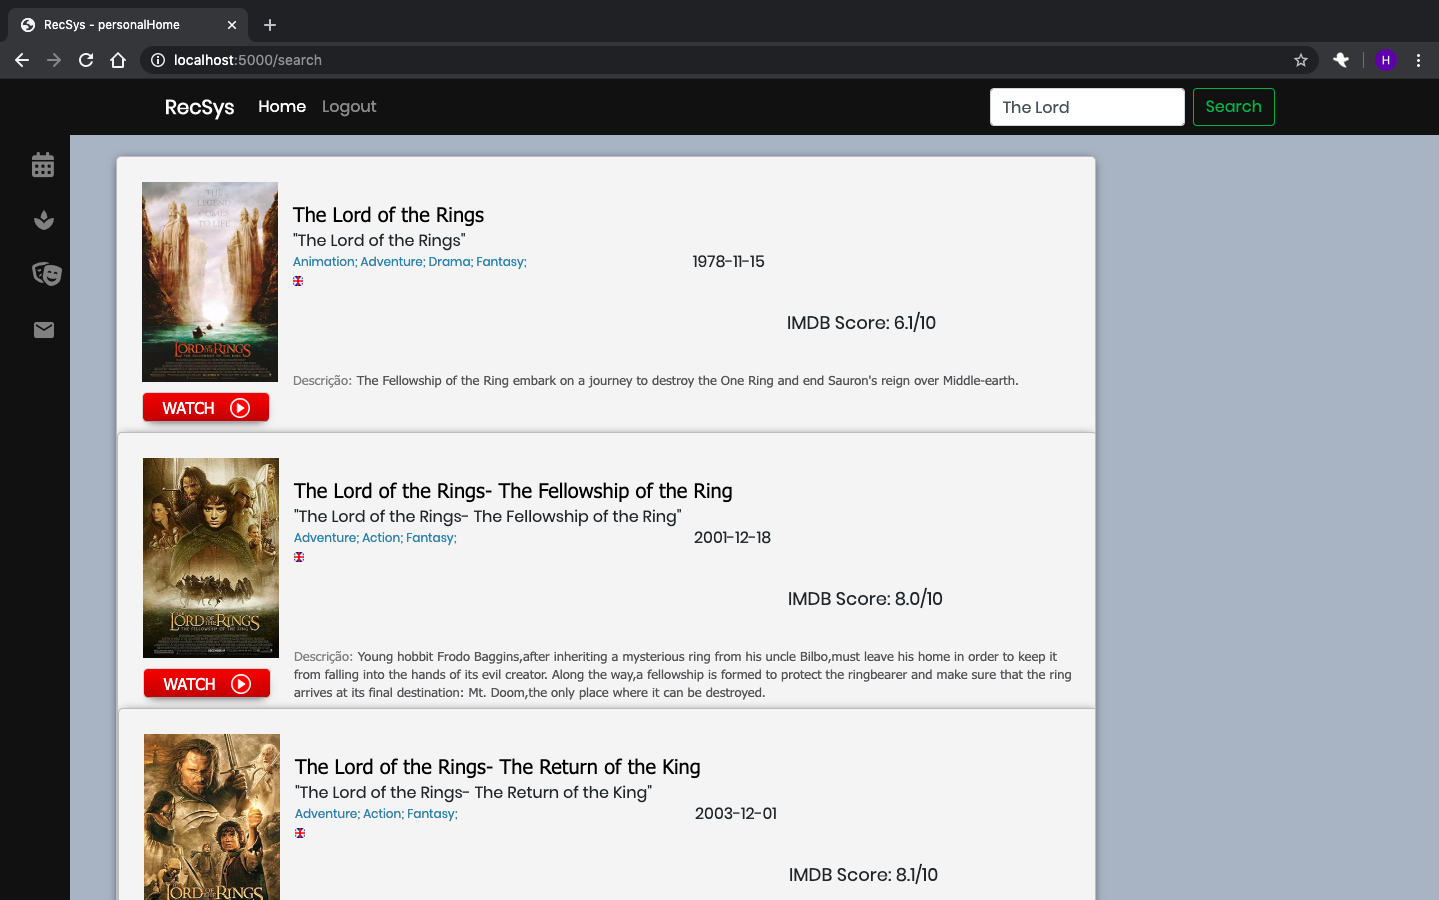 RecSys - personalHome
localhost:5000/search
H
RecSys Home Logout
The Lord
Search
THE
LEGEND
COMES
TO LIFE
THE LORD OF THE RINGS
THE FELLOWSHIP OF THE RING
The Lord of the Rings
"The Lord of the Rings"
Animation; Adventure; Drama; Fantasy;
1978-11-15
IMDB Score: 6.1/10
Descrição: The Fellowship of the Ring embark on a journey to destroy the One Ring and end Sauron's reign over Middle-earth.
WATCH
THE LORD OF THE RINGS
THE FELLOWSHIP OF THE RING
The Lord of the Rings- The Fellowship of the Ring
"The Lord of the Rings- The Fellowship of the Ring"
Adventure; Action; Fantasy;
2001-12-18
IMDB Score: 8.0/10
Descrição: Young hobbit Frodo Baggins,after inheriting a mysterious ring from his uncle Bilbo,must leave his home in order to keep it
from falling into the hands of its evil creator. Along the way,a fellowship is formed to protect the ringbearer and make sure that the ring
arrives at its final destination: Mt. Doom,the only place where it can be destroyed.
WATCH
THE LORD OF THE RINGS
The Lord of the Rings- The Return of the King
"The Lord of the Rings- The Return of the King"
Adventure; Action; Fantasy;
2003-12-01
IMDB Score: 8.1/10